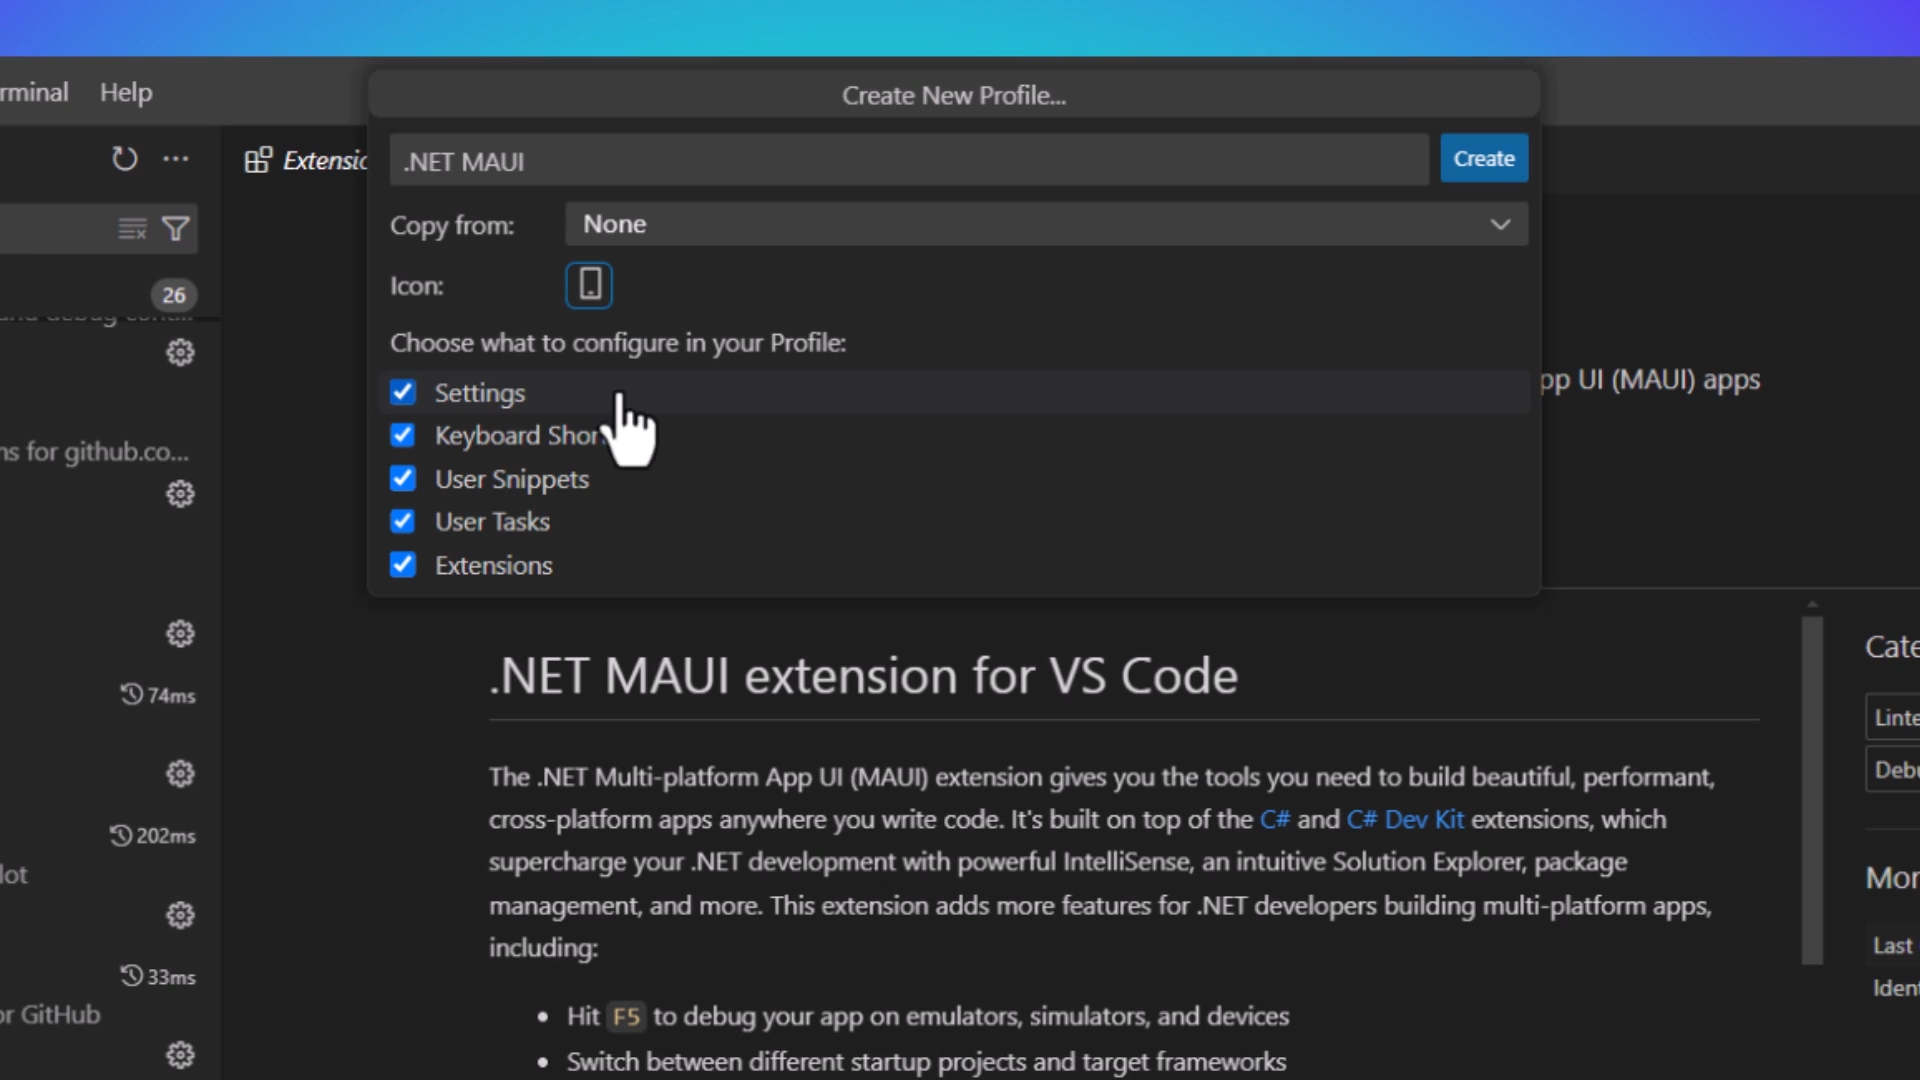 Help
Create New Profile...
.NET MAUI
Create
Extensio
Copy from:
None
26
Icon:
Choose what to configure in your Profile:
Settings
pp UI (MAUI) apps
Keyboard Shor
ns for github.co...
User Snippets
User Tasks
Extensions
.NET MAUI extension for VS Code
Cate
74ms
Linte
The .NET Multi-platform App UI (MAUI) extension gives you the tools you need to build beautiful, performant,
Debu
cross-platform apps anywhere you write code. It's built on top of the C# and C# Dev Kit extensions, which
202ms
supercharge your .NET development with powerful IntelliSense, an intuitive Solution Explorer, package
lot
Mor
management, and more. This extension adds more features for .NET developers building multi-platform apps,
including:
Last
33ms
Ident
or GitHub
• Hit F5 to debug your app on emulators, simulators, and devices
• Switch between different startup projects and target frameworks